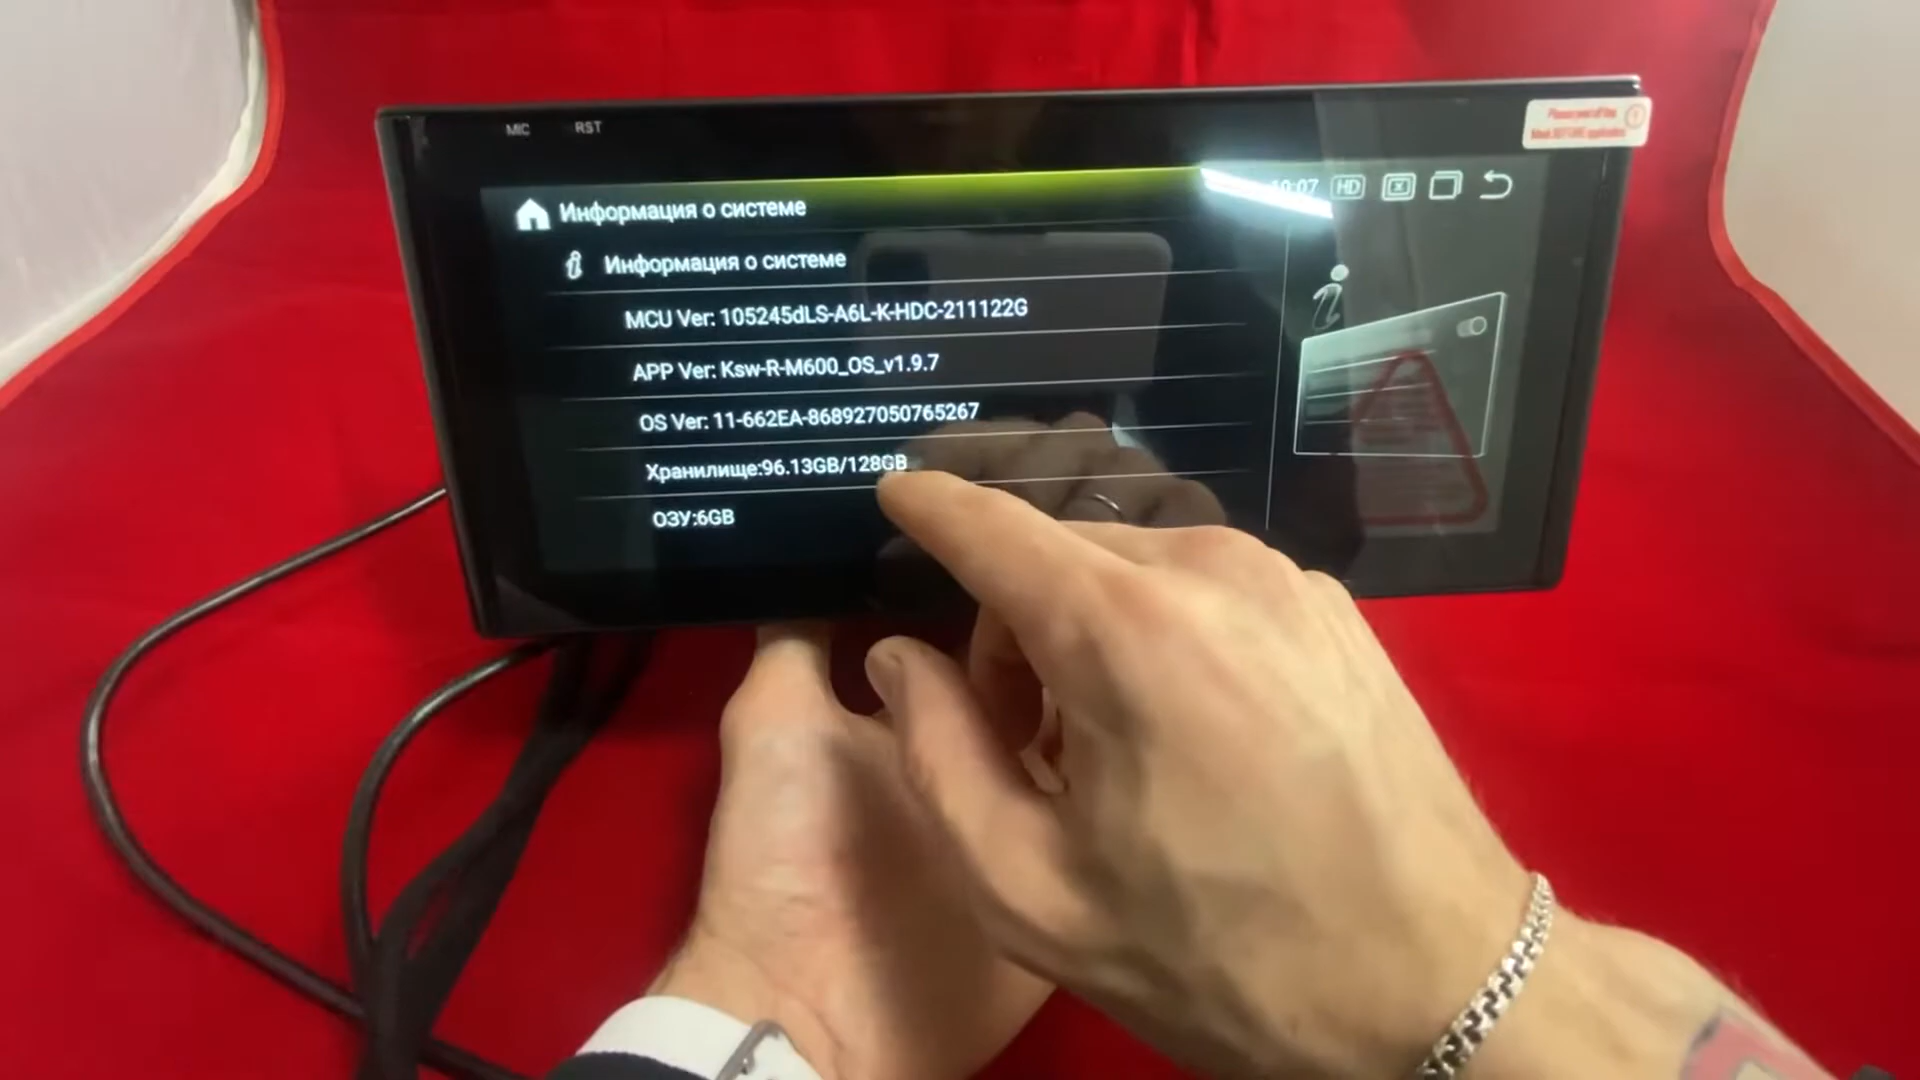 MIC RST
10:07 HD
Информация о системе
Информация о системе
MCU Ver: 105245dLS-A6L-K-HDC-211122G
APP Ver: Ksw-R-M600_OS_v1.9.7
OS Ver: 11-662EA-868927050765267
Хранилище:96.13GB/128GB
ОЗУ:6GB